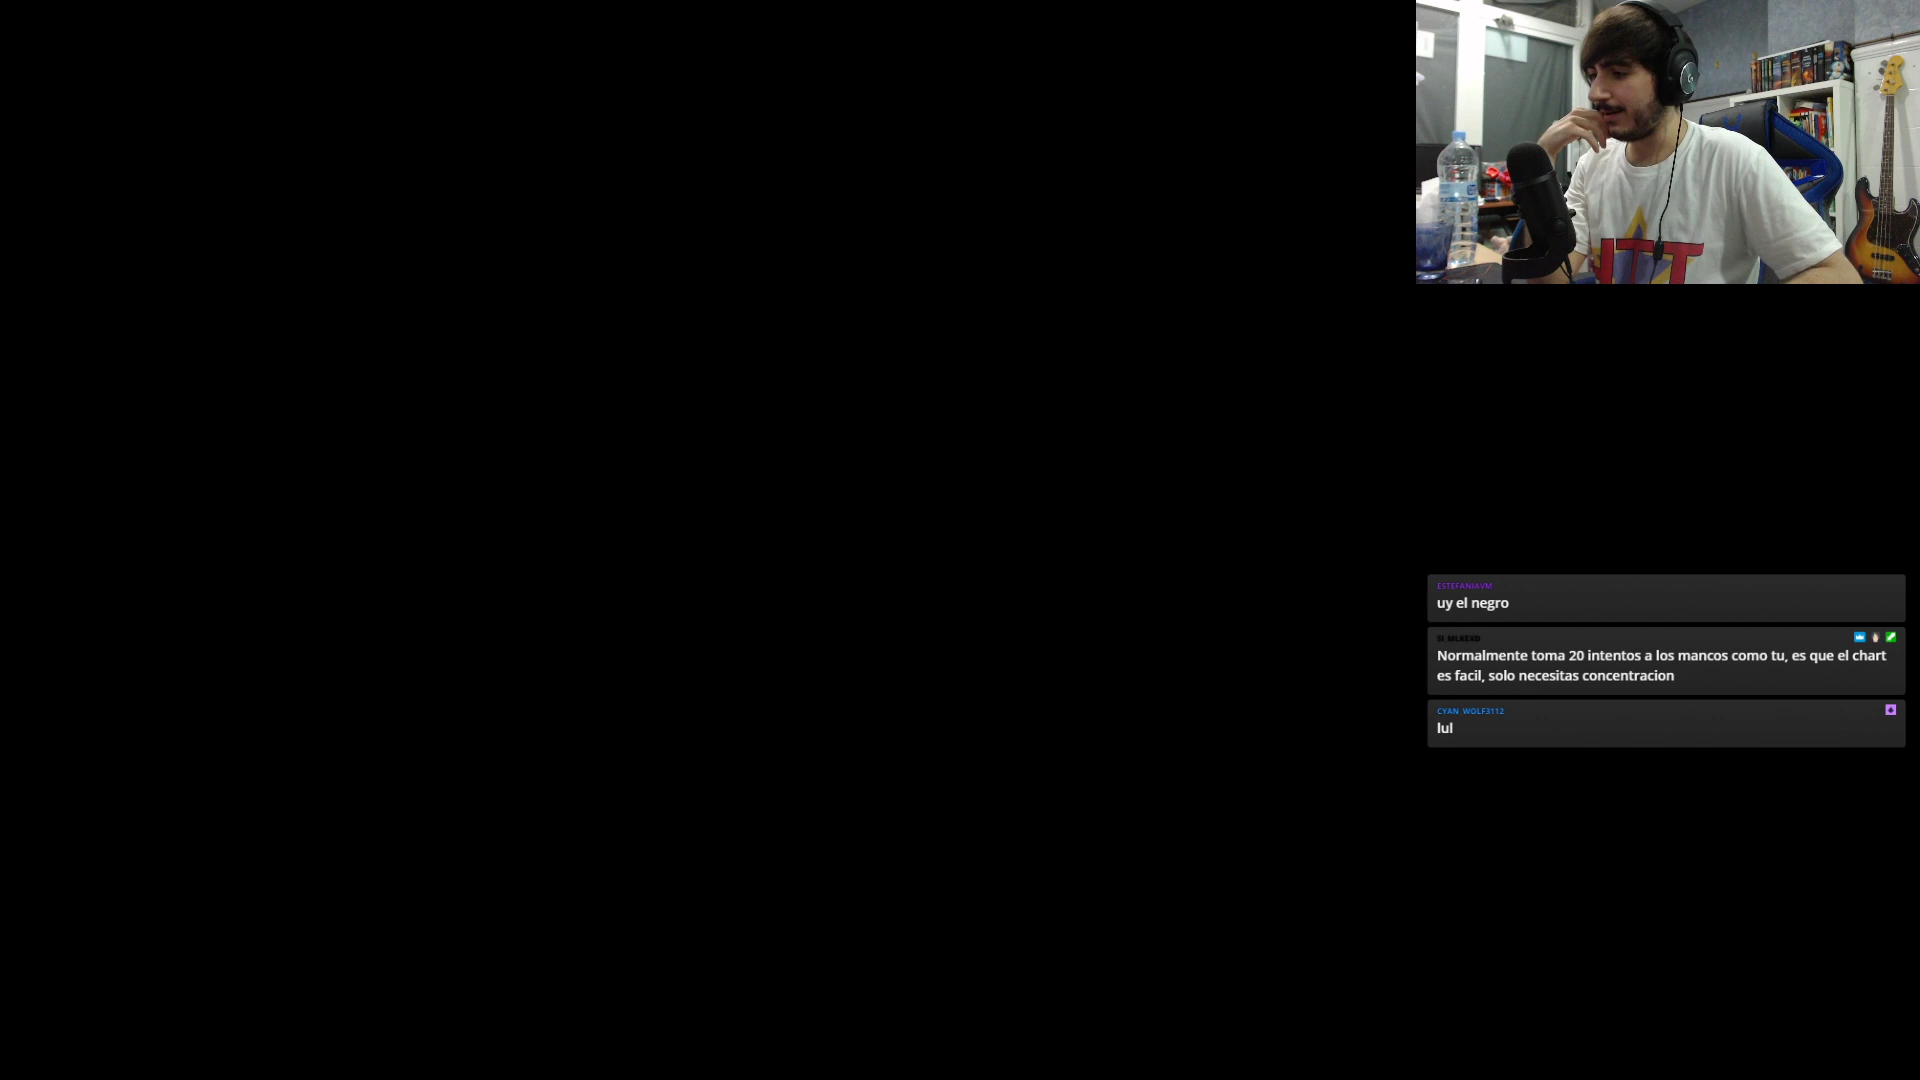 ESTEFANIAVM
uy el negro
SI_MLKEXD
Normalmente toma 20 intentos a los mancos como tu, es que el chart
es facil, solo necesitas concentracion
CYAN_WOLF3112
lul